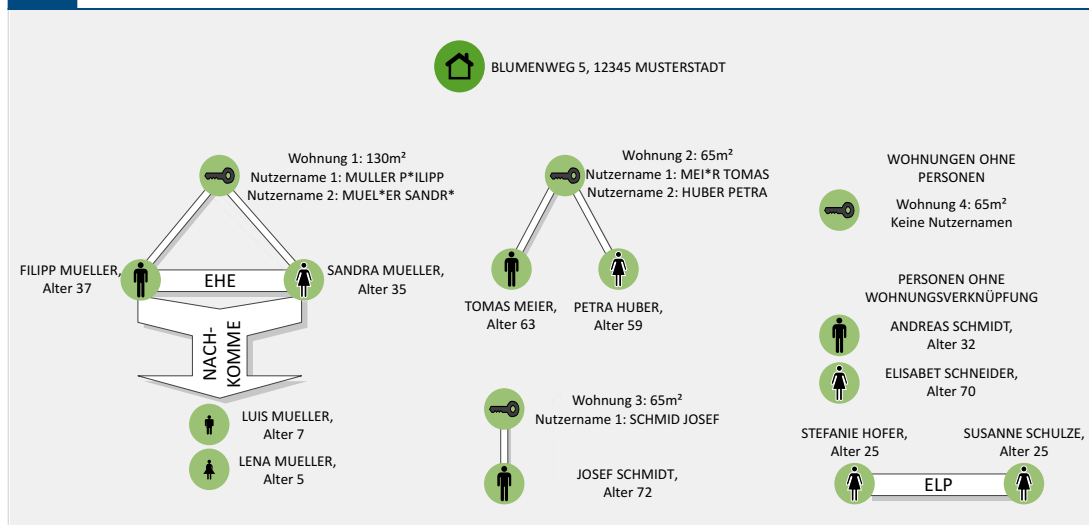 BLUMENWEG 5, 12345 MUSTERSTADT
Wohnung 1: 130m²
Nutzername 1: MULLER P*ILIPP
Nutzername 2: MUEL*ER SANDR*
FILIPP MUELLER,
Alter 37
EHE
SANDRA MUELLER,
Alter 35
NACH-
KOMME
LUIS MUELLER,
Alter 7
LENA MUELLER,
Alter 5
Wohnung 2: 65m²
Nutzername 1: MEI*R TOMAS
Nutzername 2: HUBER PETRA
TOMAS MEIER,
Alter 63
PETRA HUBER,
Alter 59
Wohnung 3: 65m²
Nutzername 1: SCHMID JOSEF
JOSEF SCHMIDT,
Alter 72
WOHNUNGEN OHNE
PERSONEN
Wohnung 4: 65m²
Keine Nutzernamen
PERSONEN OHNE
WOHNUNGSVERKNÜPFUNG
ANDREAS SCHMIDT,
Alter 32
ELISABET SCHNEIDER,
Alter 70
STEFANIE HOFER,
Alter 25
SUSANNE SCHULZE,
Alter 25
ELP